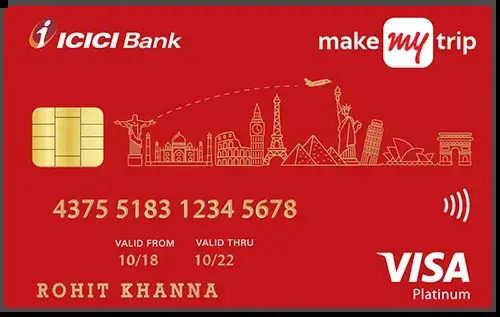 ICICI Bank
make my trip
4375 5183 1234 5678
VALID FROM VALID THRU
10/18 10/22
ROHIT KHANNA
VISA
Platinum